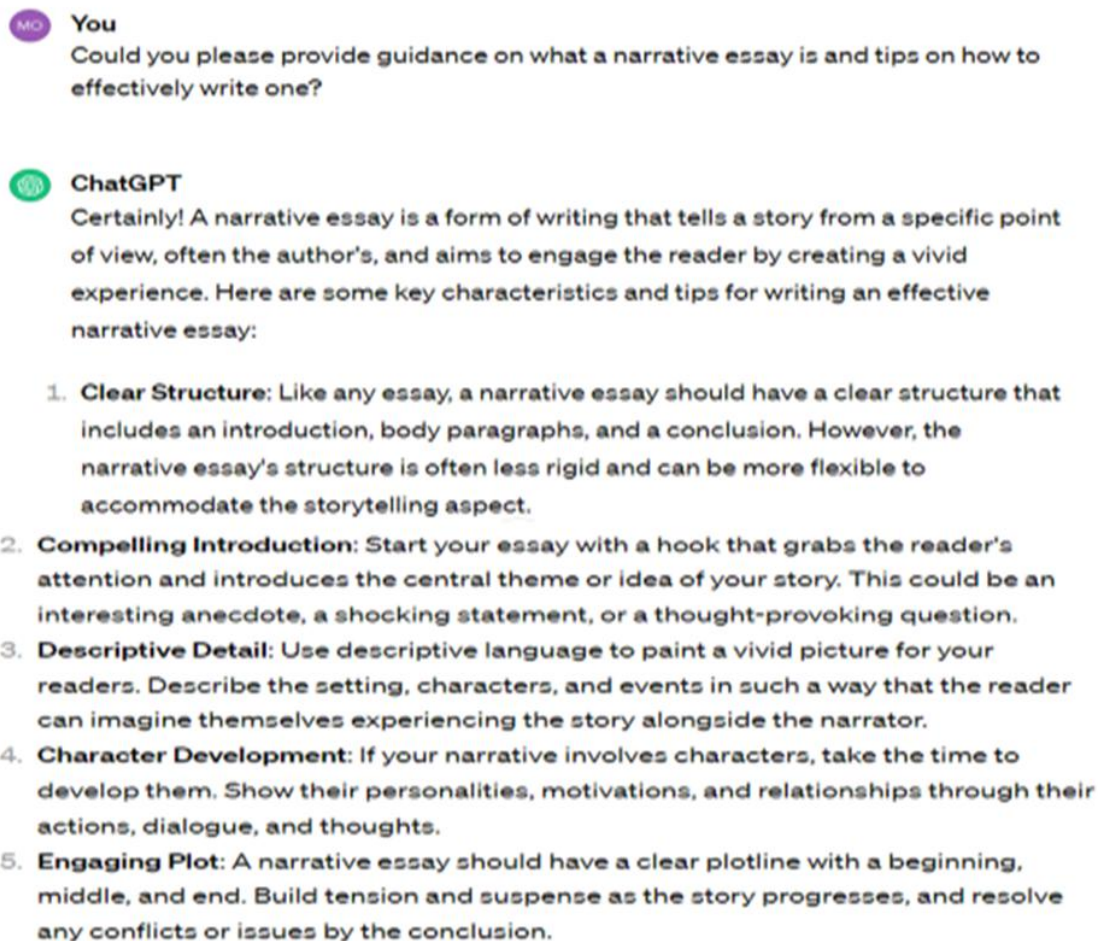 MO You
Could you please provide guidance on what a narrative essay is and tips on how to
effectively write one?
ChatGPT
Certainly! A narrative essay is a form of writing that tells a story from a specific point
of view, often the author's, and aims to engage the reader by creating a vivid
experience. Here are some key characteristics and tips for writing an effective
narrative essay:
1. Clear Structure: Like any essay, a narrative essay should have a clear structure that
includes an introduction, body paragraphs, and a conclusion. However, the
narrative essay's structure is often less rigid and can be more flexible to
accommodate the storytelling aspect.
2. Compelling Introduction: Start your essay with a hook that grabs the reader's
attention and introduces the central theme or idea of your story. This could be an
interesting anecdote, a shocking statement, or a thought-provoking question.
3. Descriptive Detail: Use descriptive language to paint a vivid picture for your
readers. Describe the setting, characters, and events in such a way that the reader
can imagine themselves experiencing the story alongside the narrator.
4. Character Development: If your narrative involves characters, take the time to
develop them. Show their personalities, motivations, and relationships through their
actions, dialogue, and thoughts.
5. Engaging Plot: A narrative essay should have a clear plotline with a beginning,
middle, and end. Build tension and suspense as the story progresses, and resolve
any conflicts or issues by the conclusion.